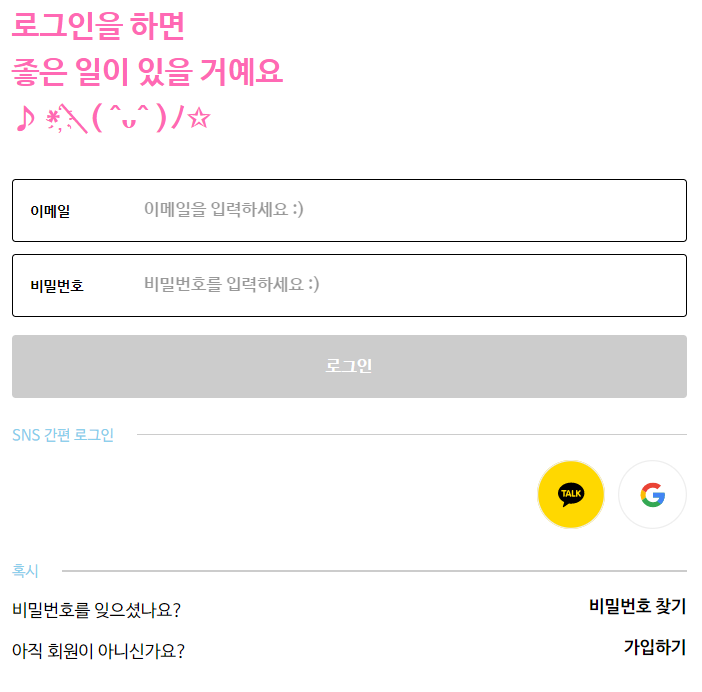 로그인을 하면
좋은 일이 있을 거예요
이메일 이메일을 입력하세요 :)
비밀번호 비밀번호를 입력하세요 :)
로그인
SNS 간편 로그인
TALK G
혹시
비밀번호를 잊으셨나요? 비밀번호 찾기
아직 회원이 아니신가요? 가입하기